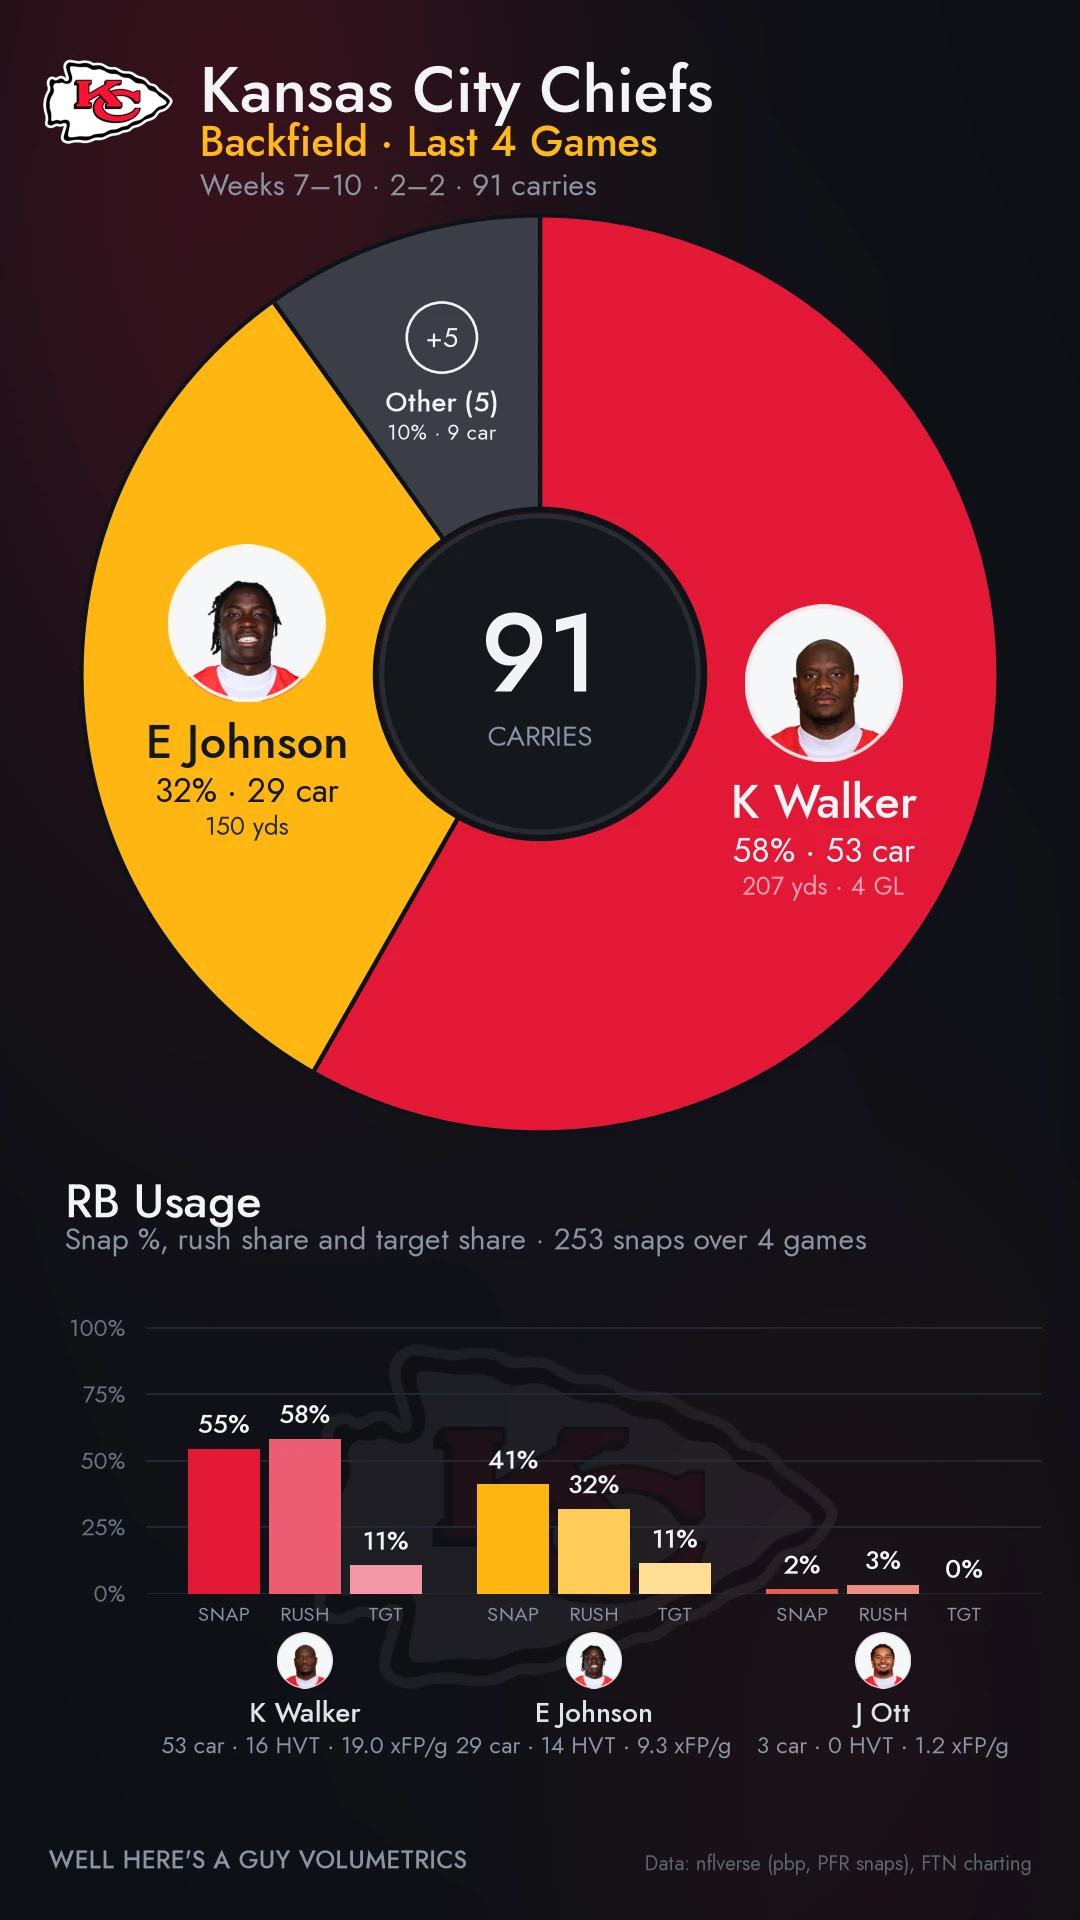 KC
Kansas City Chiefs
Backfield · Last 4 Games
Weeks 7–10 · 2–2 · 91 carries
+5
Other (5)
10% · 9 car
E Johnson
32% · 29 car
150 yds
91
CARRIES
K Walker
58% · 53 car
207 yds · 4 GL
RB Usage
Snap %, rush share and target share · 253 snaps over 4 games
100%
75%
50%
25%
0%
55% 58% 11% 41% 32% 11% 2% 3% 0%
SNAP RUSH TGT SNAP RUSH TGT SNAP RUSH TGT
K Walker E Johnson J Ott
53 car · 16 HVT · 19.0 xFP/g 29 car · 14 HVT · 9.3 xFP/g 3 car · 0 HVT · 1.2 xFP/g
WELL HERE'S A GUY VOLUMETRICS
Data: nflverse (pbp, PFR snaps), FTN charting